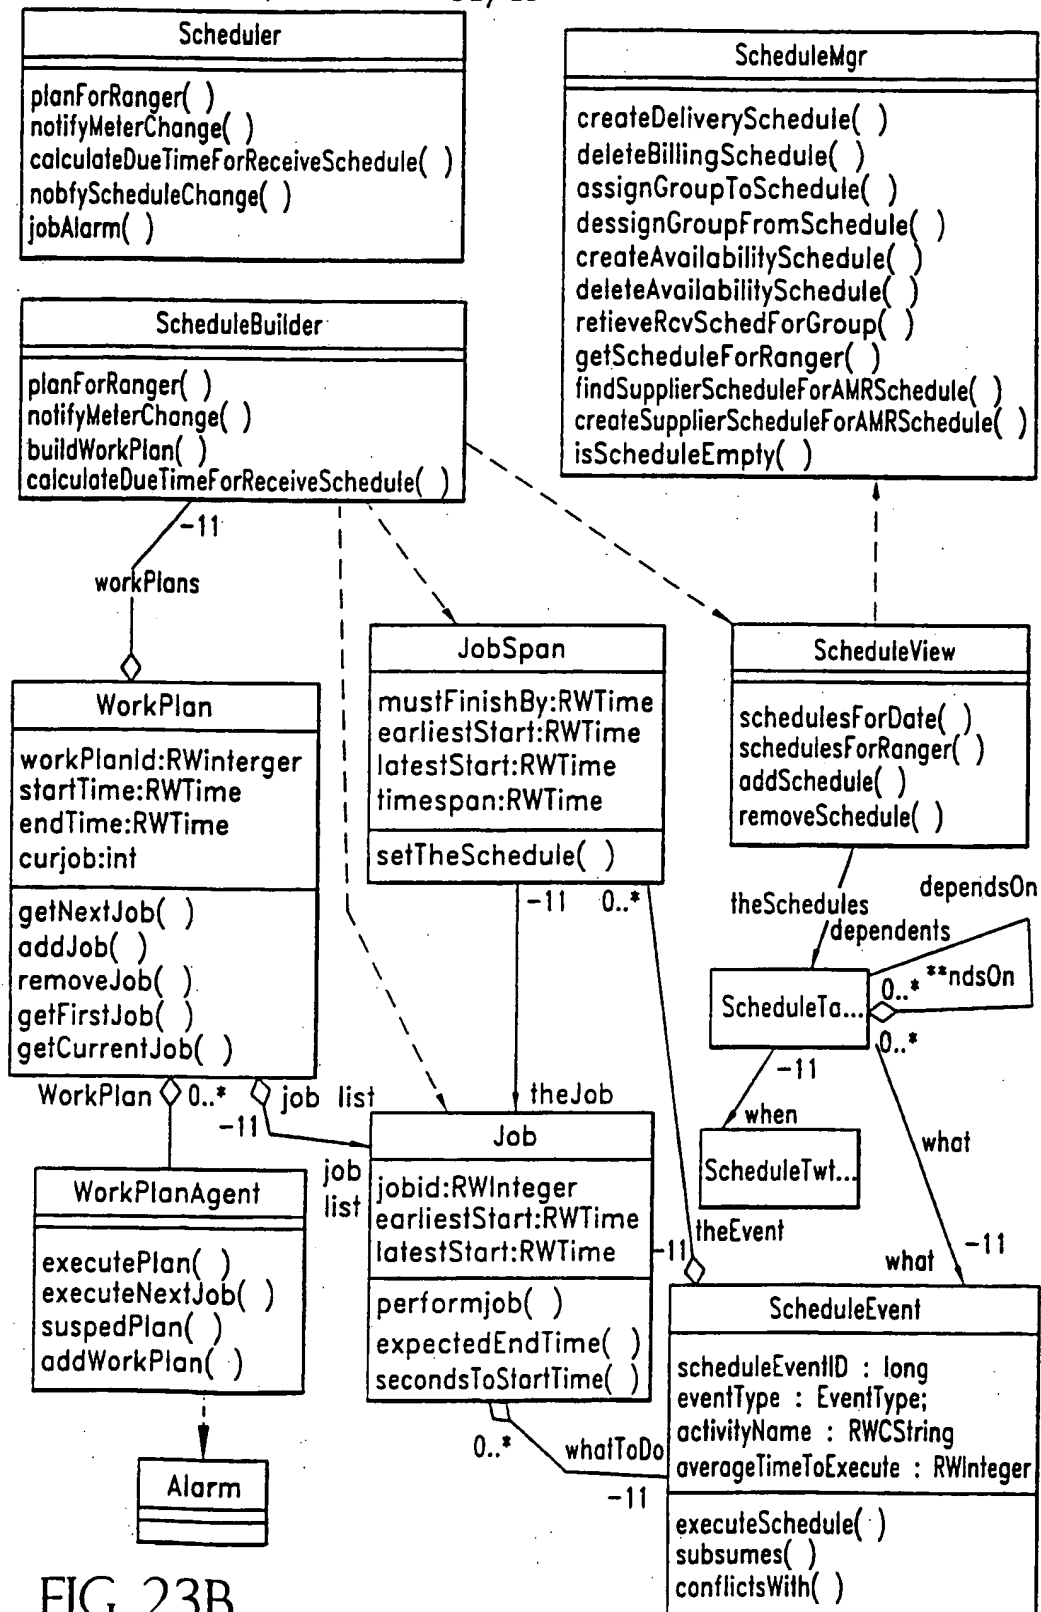 Scheduler
planForRanger( )
notifyMeterChange( )
calculateDueTimeForReceiveSchedule( )
nobfyScheduleChange( )
jobAlarm( )
ScheduleMgr
createDeliverySchedule( )
deleteBillingSchedule( )
assignGroupToSchedule( )
dessignGroupFromSchedule( )
createAvailabilitySchedule( )
deleteAvailabilitySchedule( )
retieveRcvSchedForGroup( )
getScheduleForRanger( )
findSupplierScheduleForAMRSchedule( )
createSupplierScheduleForAMRSchedule( )
isScheduleEmpty( )
ScheduleBuilder
planForRanger( )
notifyMeterChange( )
buildWorkPlan( )
calculateDueTimeForReceiveSchedule( )
-11
workPlans
WorkPlan
workPlanId:RWinterger
startTime:RWTime
endTime:RWTime
curjob:int
getNextJob( )
addJob( )
removeJob( )
getFirstJob( )
getCurrentJob( )
JobSpan
mustFinishBy:RWTime
earliestStart:RWTime
latestStart:RWTime
timespan:RWTime
setTheSchedule( )
-11 0..*
ScheduleView
schedulesForDate( )
schedulesForRanger( )
addSchedule( )
removeSchedule( )
theSchedules
dependsOn
dependents
0..* **ndsOn
ScheduleTa...
0..*
-11
when
ScheduleTwt...
what
-11
what
WorkPlan 0..* job list
-11
theJob
job
list
WorkPlanAgent
executePlan( )
executeNextJob( )
suspedPlan( )
addWorkPlan( )
Alarm
Job
jobid:RWInteger
earliestStart:RWTime
latestStart:RWTime
performjob( )
expectedEndTime( )
secondsToStartTime( )
theEvent
-11
0..* whatToDo
-11
ScheduleEvent
scheduleEventID : long
eventType : EventType;
activityName : RWCString
averageTimeToExecute : RWInteger
executeSchedule( )
subsumes( )
conflictsWith( )
FIG. 23B